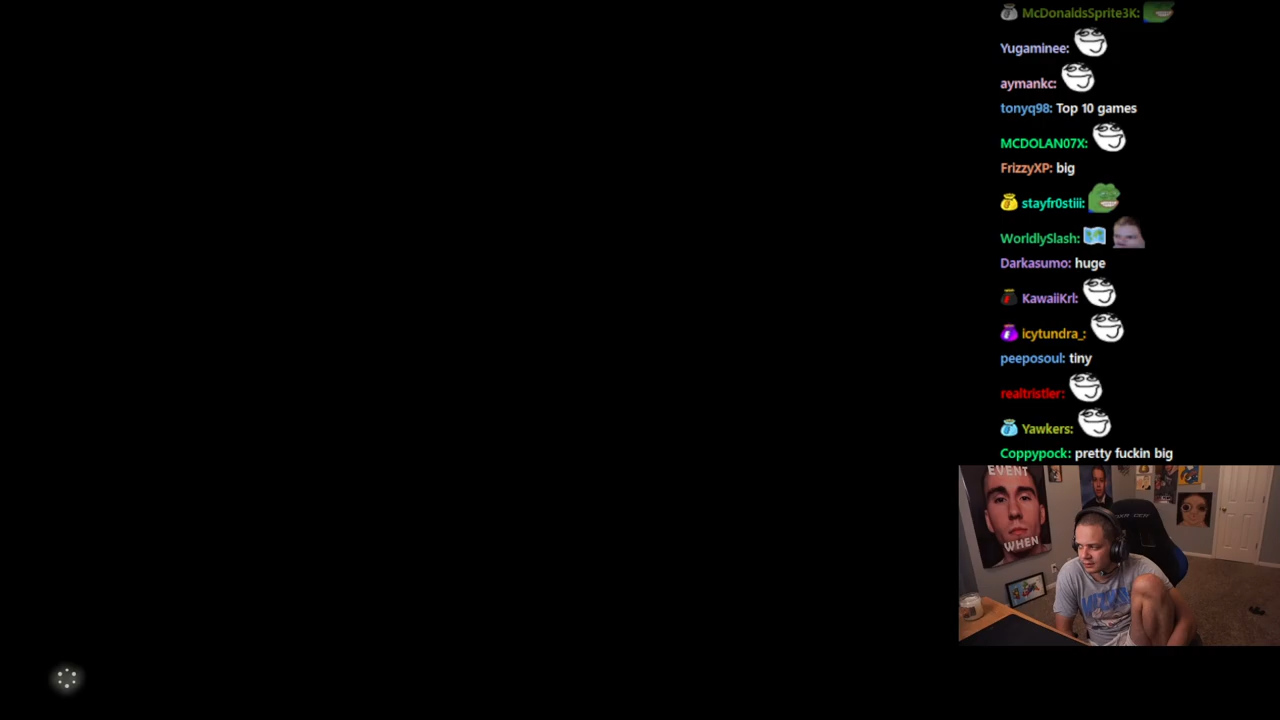 McDonaldsSprite3K:
Yugaminee:
aymankc:
tonyq98: Top 10 games
MCDOLAN07X:
FrizzyXP: big
stayfr0stiii:
WorldlySlash:
Darkasumo: huge
KawaiiKrl:
icytundra_:
peeposoul: tiny
realtristler:
Yawkers:
Coppypock: pretty fuckin big
EVENT
WHEN